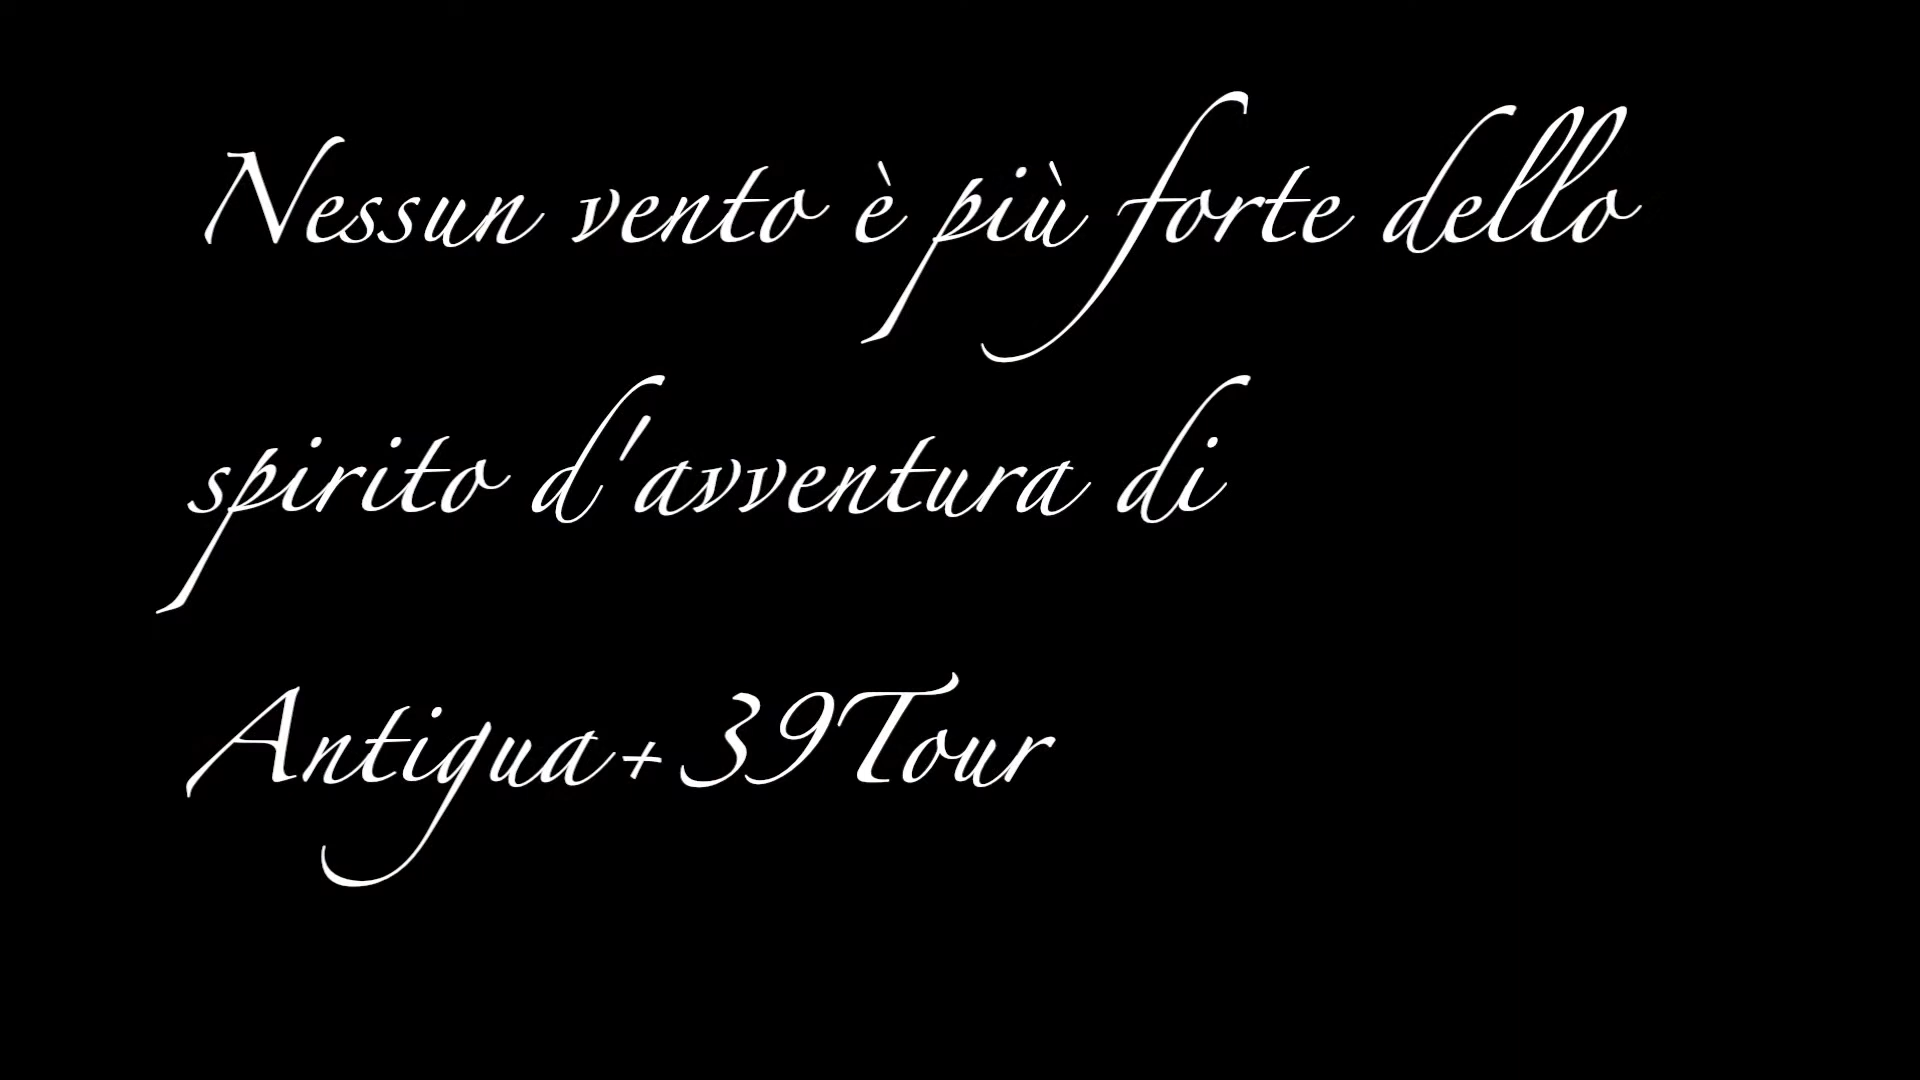 Nessun vento è più forte dello
spirito d'avventura di
Antigua+39Tour